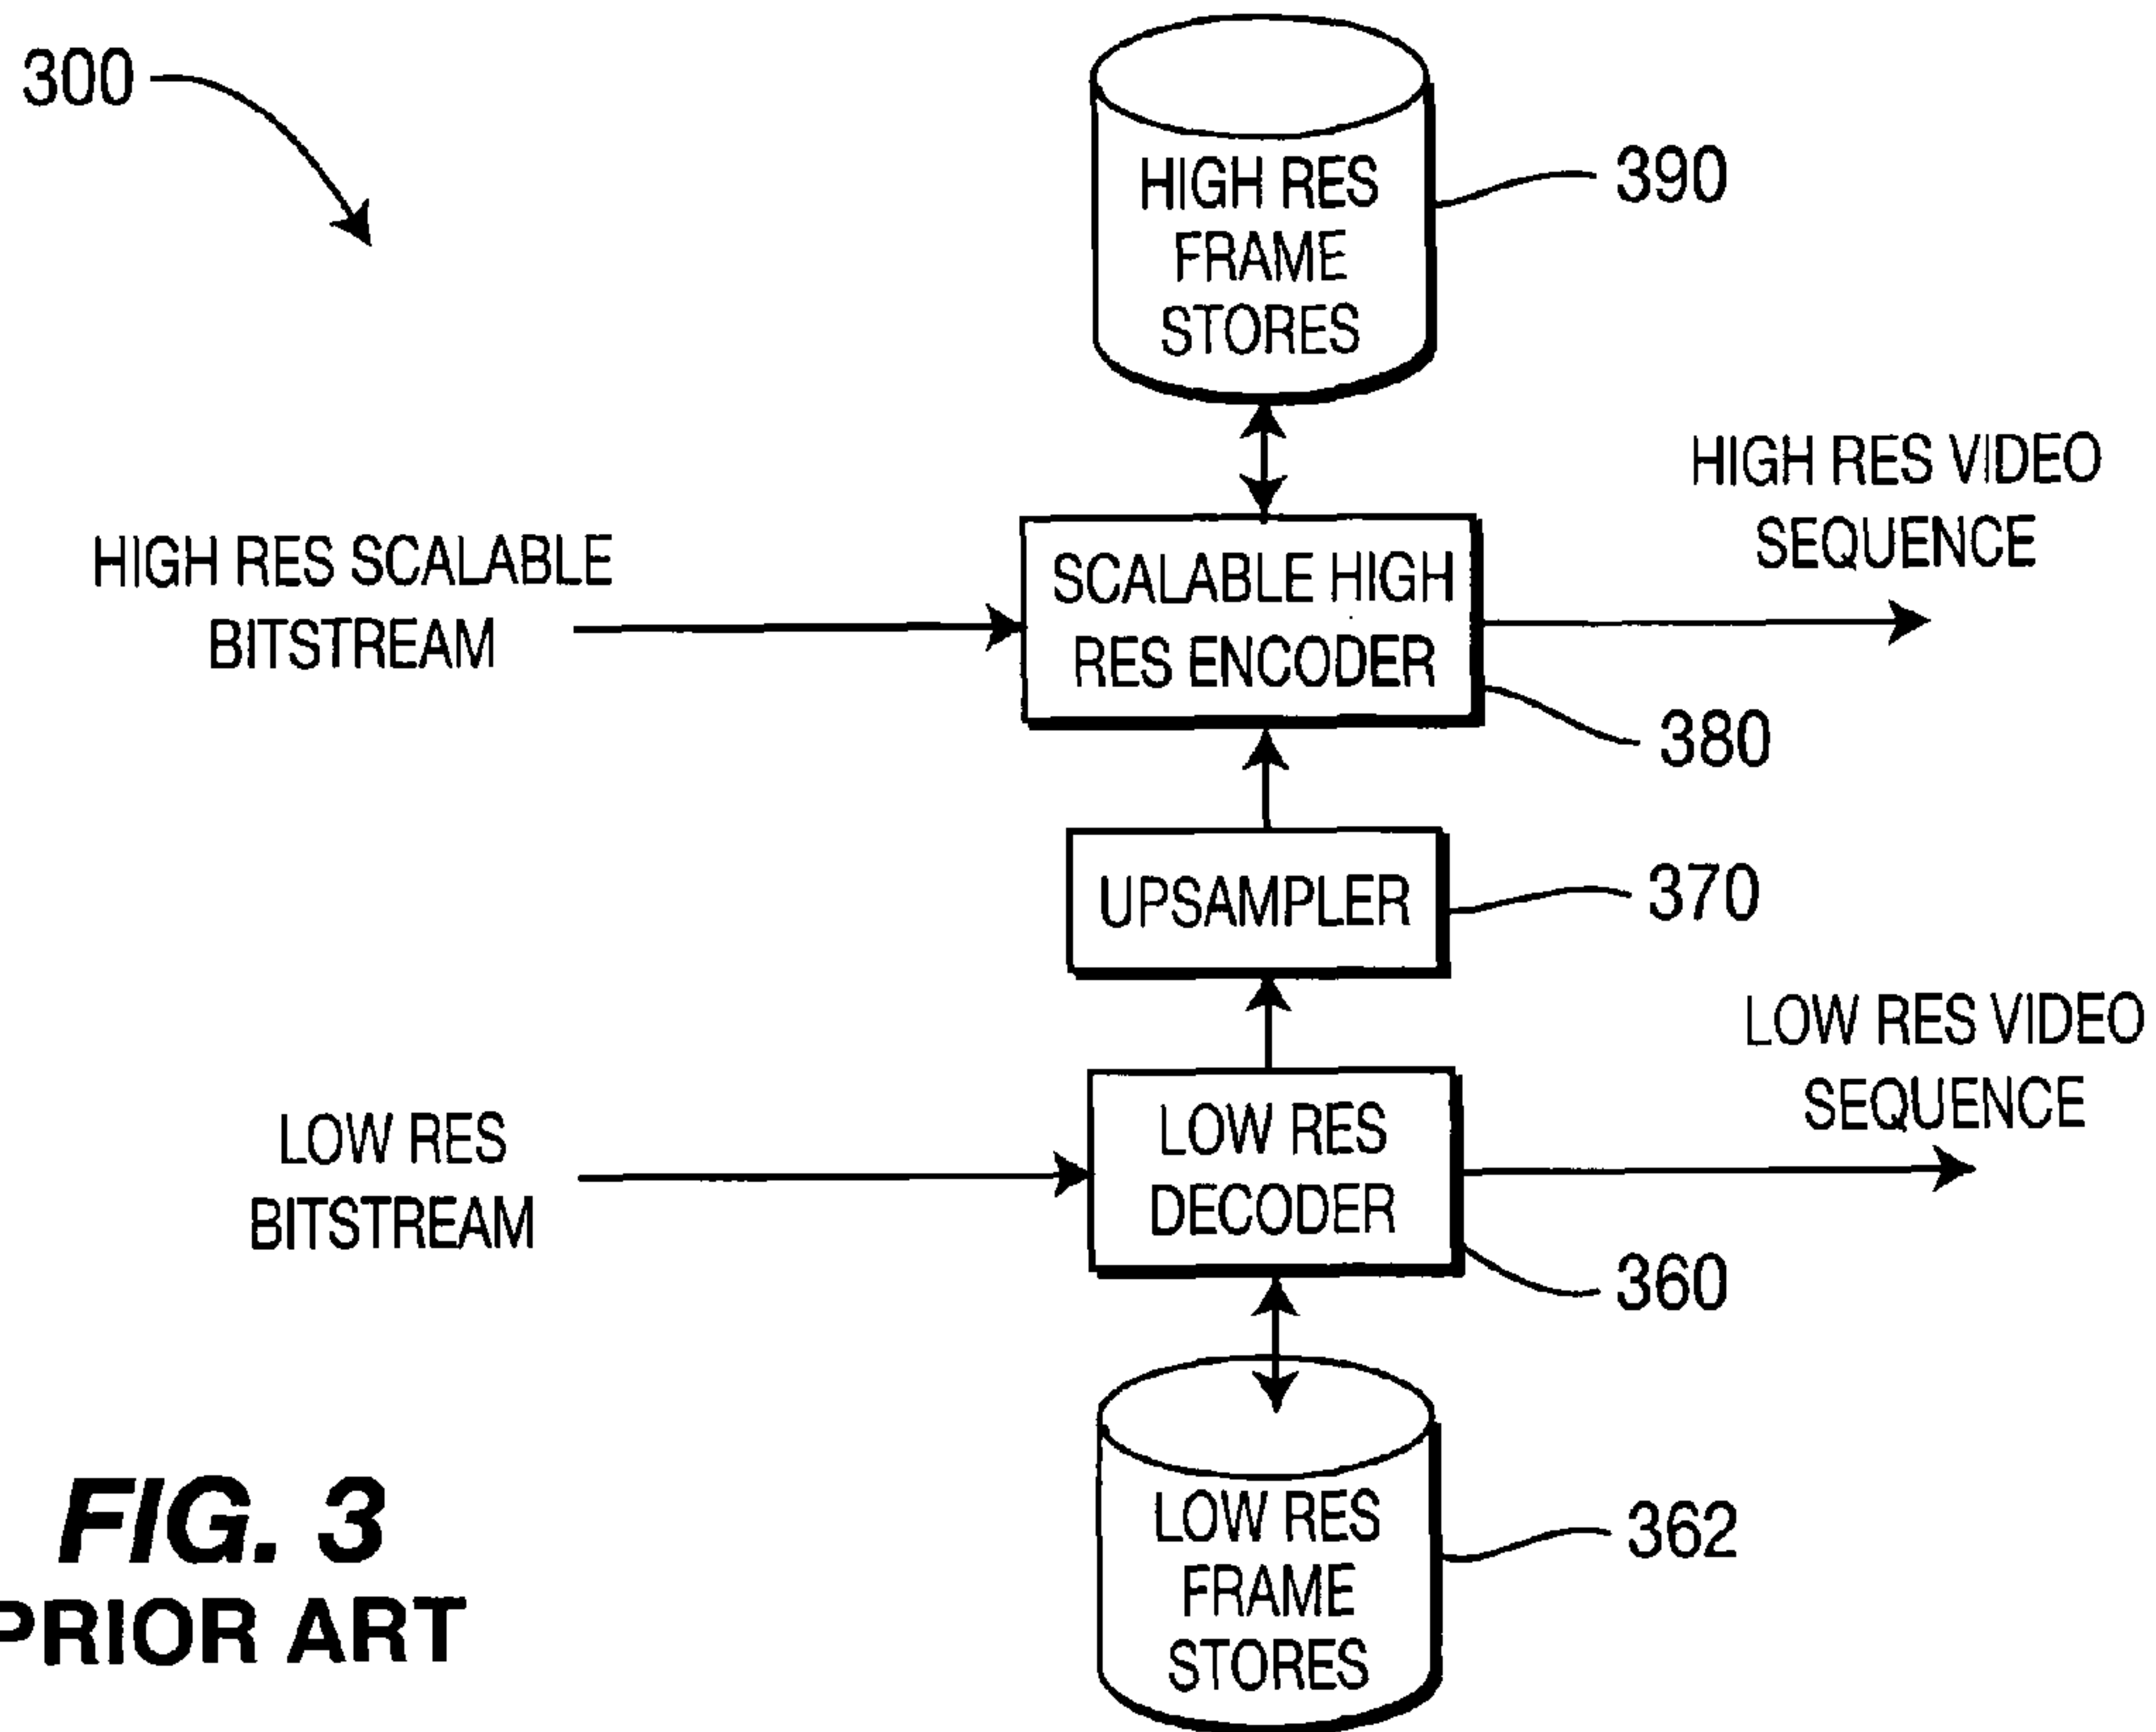 300
HIGH RES
FRAME
STORES
390
HIGH RES VIDEO
SEQUENCE
HIGH RES SCALABLE
BITSTREAM
SCALABLE HIGH
RES ENCODER
380
UPSAMPLER
370
LOW RES VIDEO
SEQUENCE
LOW RES
BITSTREAM
LOW RES
DECODER
360
LOW RES
FRAME
STORES
362
FIG. 3
PRIOR ART